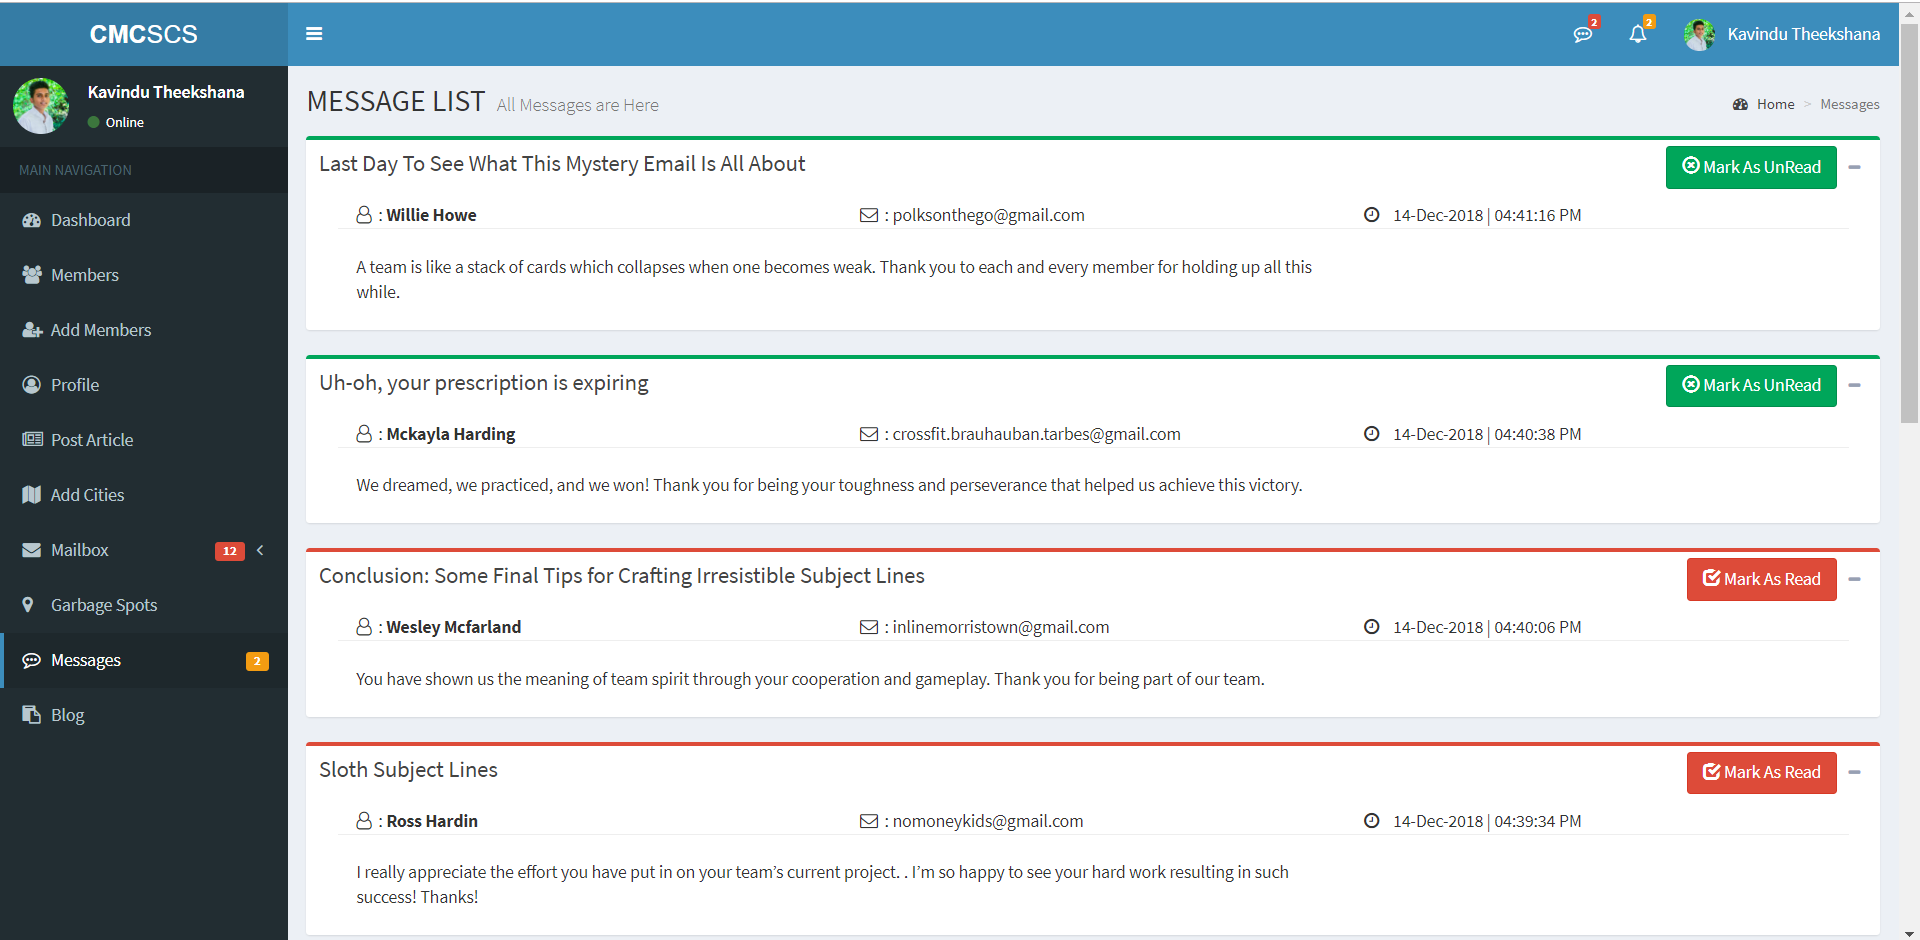 CMCSCS
2
2
Kavindu Theekshana
Kavindu Theekshana
Online
MAIN NAVIGATION
Dashboard
Members
Add Members
Profile
Post Article
Add Cities
Mailbox 12
Garbage Spots
Messages 2
Blog
MESSAGE LIST All Messages are Here
Home > Messages
Last Day To See What This Mystery Email Is All About
Mark As UnRead
: Willie Howe : polksonthego@gmail.com 14-Dec-2018 | 04:41:16 PM
A team is like a stack of cards which collapses when one becomes weak. Thank you to each and every member for holding up all this
while.
Uh-oh, your prescription is expiring
Mark As UnRead
: Mckayla Harding : crossfit.brauhauban.tarbes@gmail.com 14-Dec-2018 | 04:40:38 PM
We dreamed, we practiced, and we won! Thank you for being your toughness and perseverance that helped us achieve this victory.
Conclusion: Some Final Tips for Crafting Irresistible Subject Lines
Mark As Read
: Wesley Mcfarland : inlinemorristown@gmail.com 14-Dec-2018 | 04:40:06 PM
You have shown us the meaning of team spirit through your cooperation and gameplay. Thank you for being part of our team.
Sloth Subject Lines
Mark As Read
: Ross Hardin : nomoneykids@gmail.com 14-Dec-2018 | 04:39:34 PM
I really appreciate the effort you have put in on your team’s current project. . I’m so happy to see your hard work resulting in such
success! Thanks!